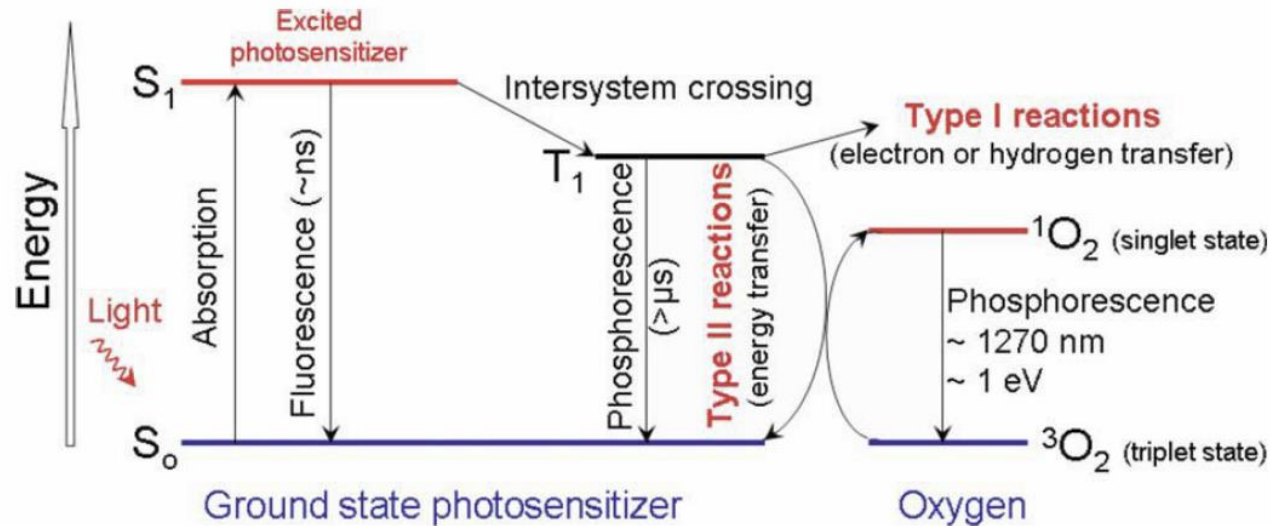 Excited
photosensitizer
S1
Intersystem crossing
Type I reactions
(electron or hydrogen transfer)
T1
Energy
Light
Absorption
Fluorescence (~ns)
Phosphorescence
(> μs)
Type II reactions
(energy transfer)
1O2 (singlet state)
Phosphorescence
~ 1270 nm
~ 1 eV
So
3O2 (triplet state)
Ground state photosensitizer
Oxygen